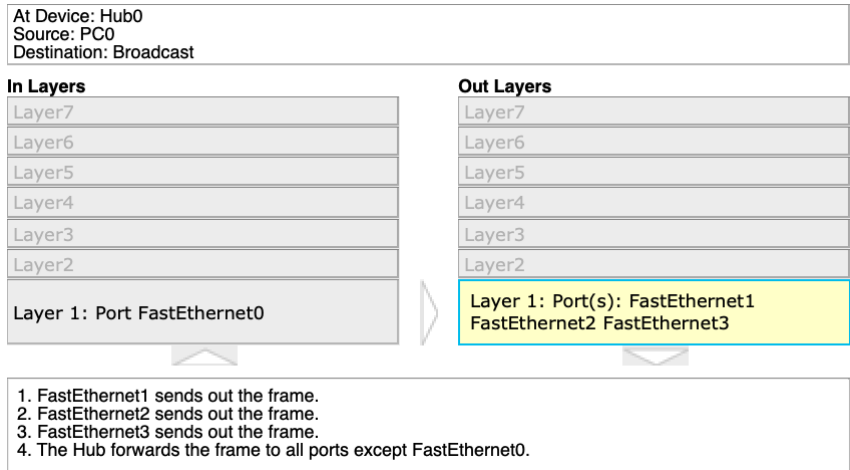 At Device: Hub0
Source: PC0
Destination: Broadcast
In Layers
Layer7
Layer6
Layer5
Layer4
Layer3
Layer2
Layer 1: Port FastEthernet0
Out Layers
Layer7
Layer6
Layer5
Layer4
Layer3
Layer2
Layer 1: Port(s): FastEthernet1
FastEthernet2 FastEthernet3
1. FastEthernet1 sends out the frame.
2. FastEthernet2 sends out the frame.
3. FastEthernet3 sends out the frame.
4. The Hub forwards the frame to all ports except FastEthernet0.